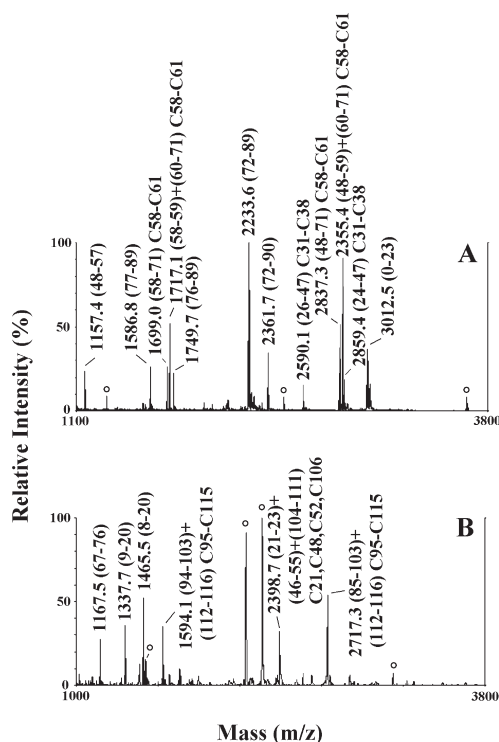 Relative Intensity (%)
A
100
50
0
1100
3800
1157.4 (48-57)
1586.8 (77-89)
1699.0 (58-71) C58-C61
1717.1 (58-59)+(60-71) C58-C61
1749.7 (76-89)
2233.6 (72-89)
2361.7 (72-90)
2590.1 (26-47) C31-C38
2837.3 (48-71) C58-C61
2355.4 (48-59)+(60-71) C58-C61
2859.4 (24-47) C31-C38
3012.5 (0-23)
B
100
50
0
1000
3800
1167.5 (67-76)
1337.7 (9-20)
1465.5 (8-20)
1594.1 (94-103)+
(112-116) C95-C115
2398.7 (21-23)+
(46-55)+(104-111)
C21,C48,C52,C106
2717.3 (85-103)+
(112-116) C95-C115
Mass (m/z)